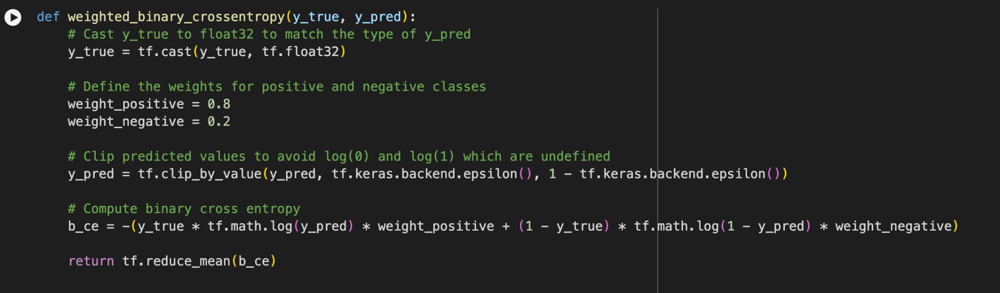 def weighted_binary_crossentropy(y_true, y_pred):
# Cast y_true to float32 to match the type of y_pred
y_true = tf.cast(y_true, tf.float32)
# Define the weights for positive and negative classes
weight_positive = 0.8
weight_negative = 0.2
# Clip predicted values to avoid log(0) and log(1) which are undefined
y_pred = tf.clip_by_value(y_pred, tf.keras.backend.epsilon(), 1 - tf.keras.backend.epsilon())
# Compute binary cross entropy
b_ce = -(y_true * tf.math.log(y_pred) * weight_positive + (1 - y_true) * tf.math.log(1 - y_pred) * weight_negative)
return tf.reduce_mean(b_ce)